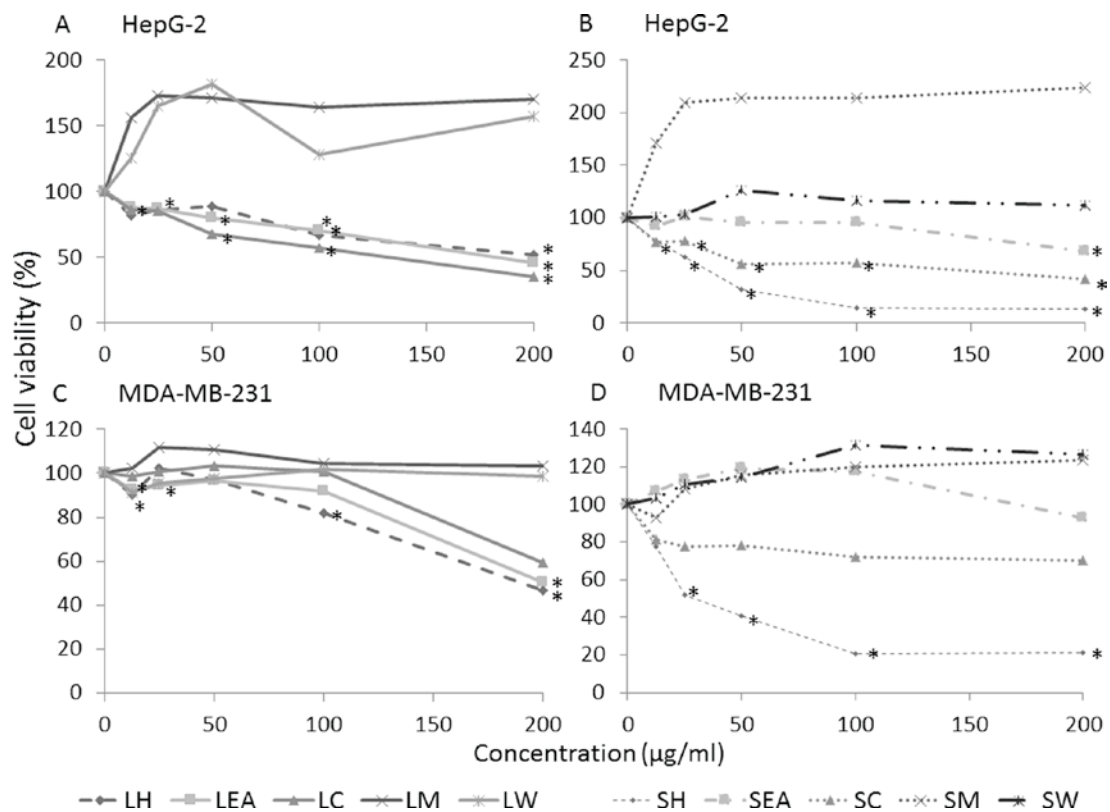 A HepG-2
200
150
100
50
0
0 50 100 150 200
B HepG-2
250
200
150
100
50
0
0 50 100 150 200
Cell viability (%)
C MDA-MB-231
120
100
80
60
40
20
0
0 50 100 150 200
D MDA-MB-231
140
120
100
80
60
40
20
0
0 50 100 150 200
Concentration (µg/ml)
LH LEA LC LM LW SH SEA SC SM SW